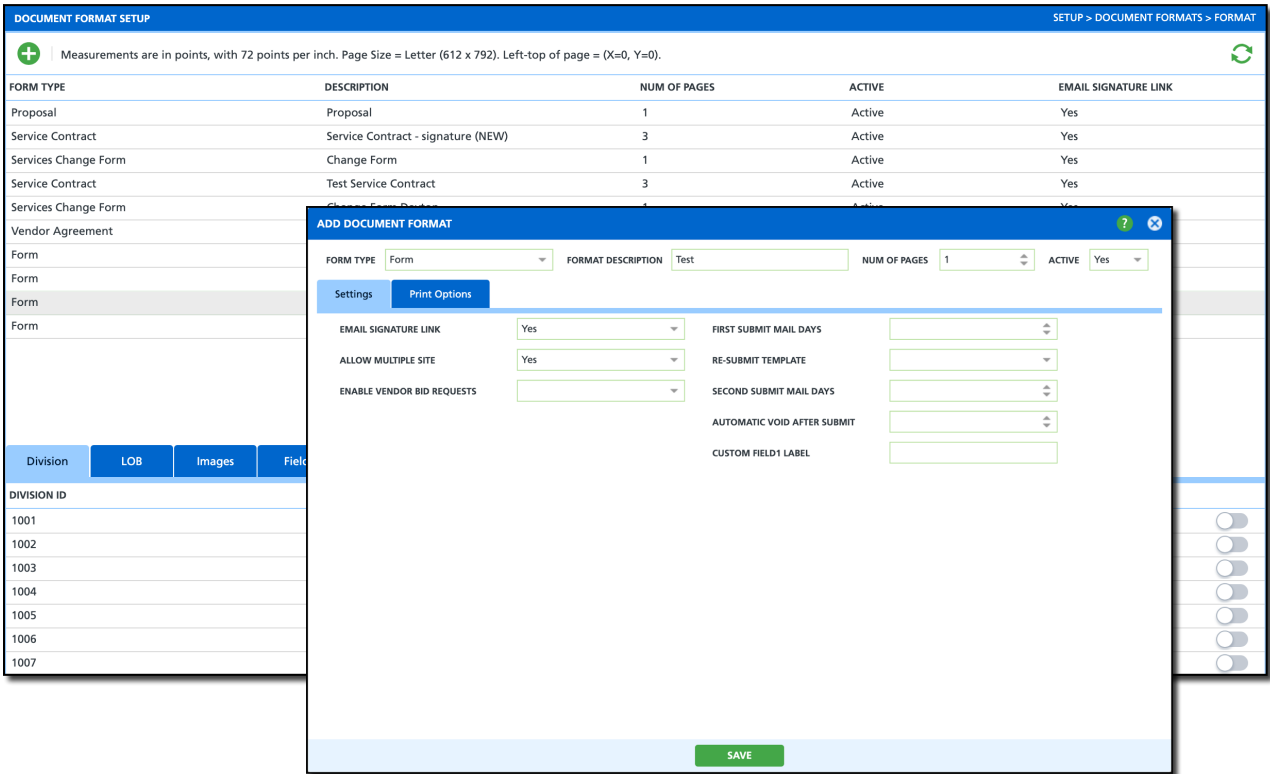 DOCUMENT FORMAT SETUP SETUP > DOCUMENT FORMATS > FORMAT
Measurements are in points, with 72 points per inch. Page Size = Letter (612 x 792). Left-top of page = (X=0, Y=0).
FORM TYPE DESCRIPTION NUM OF PAGES ACTIVE EMAIL SIGNATURE LINK
Proposal Proposal 1 Active Yes
Service Contract Service Contract - signature (NEW) 3 Active Yes
Services Change Form Change Form 1 Active Yes
Service Contract Test Service Contract 3 Active Yes
Services Change Form Change Form Dayton 1 Active Yes
Vendor Agreement
Form
Form
Form
Form
ADD DOCUMENT FORMAT ?
FORM TYPE Form FORMAT DESCRIPTION Test NUM OF PAGES 1 ACTIVE Yes
Settings Print Options
EMAIL SIGNATURE LINK Yes FIRST SUBMIT MAIL DAYS
ALLOW MULTIPLE SITE Yes RE-SUBMIT TEMPLATE
ENABLE VENDOR BID REQUESTS SECOND SUBMIT MAIL DAYS
AUTOMATIC VOID AFTER SUBMIT
CUSTOM FIELD1 LABEL
Division LOB Images Field
DIVISION ID
1001
1002
1003
1004
1005
1006
1007
SAVE